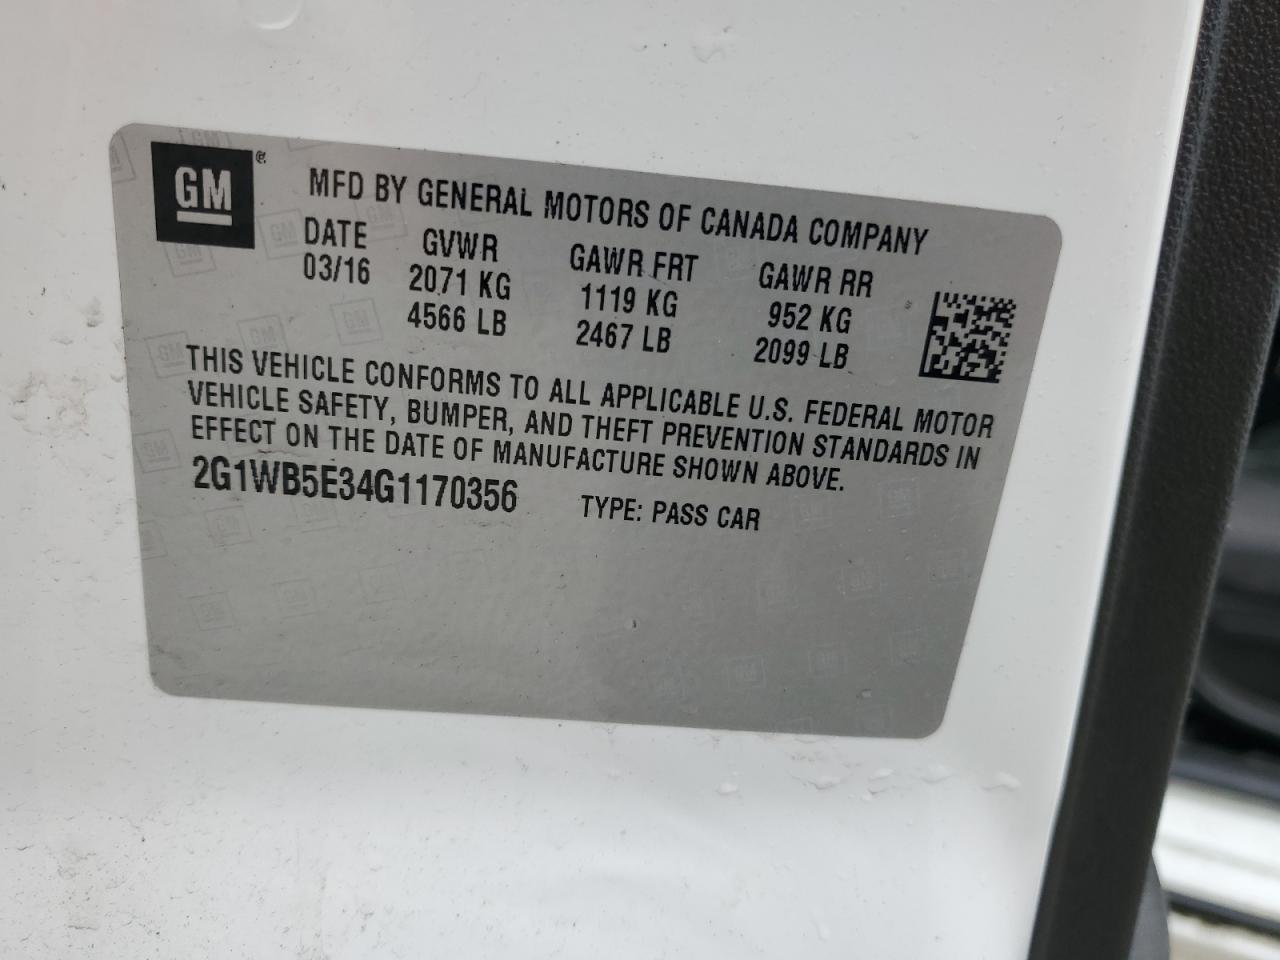 GM
MFD BY GENERAL MOTORS OF CANADA COMPANY
DATE GVWR GAWR FRT GAWR RR
03/16 2071 KG 1119 KG 952 KG
4566 LB 2467 LB 2099 LB
THIS VEHICLE CONFORMS TO ALL APPLICABLE U.S. FEDERAL MOTOR
VEHICLE SAFETY, BUMPER, AND THEFT PREVENTION STANDARDS IN
EFFECT ON THE DATE OF MANUFACTURE SHOWN ABOVE.
2G1WB5E34G1170356 TYPE: PASS CAR